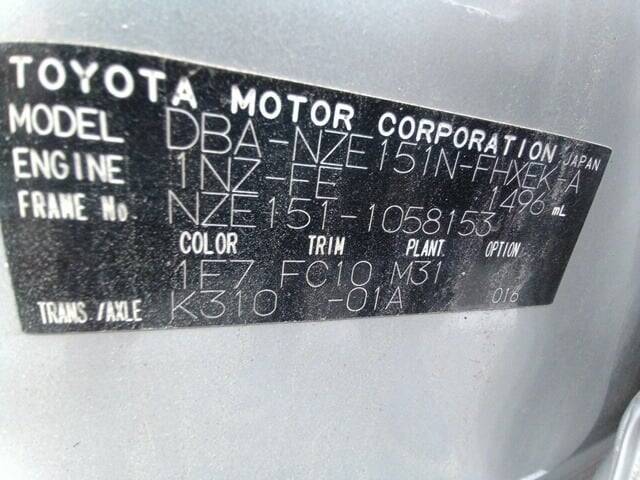 TOYOTA MOTOR CORPORATION JAPAN
MODEL DBA-NZE151N-FHXEK-A
ENGINE 1NZ-FE 1496 mL
FRAME No. NZE151-1058153
COLOR TRIM PLANT OPTION
1F7 FC10 M31
TRANS./AXLE K310 -01A 016